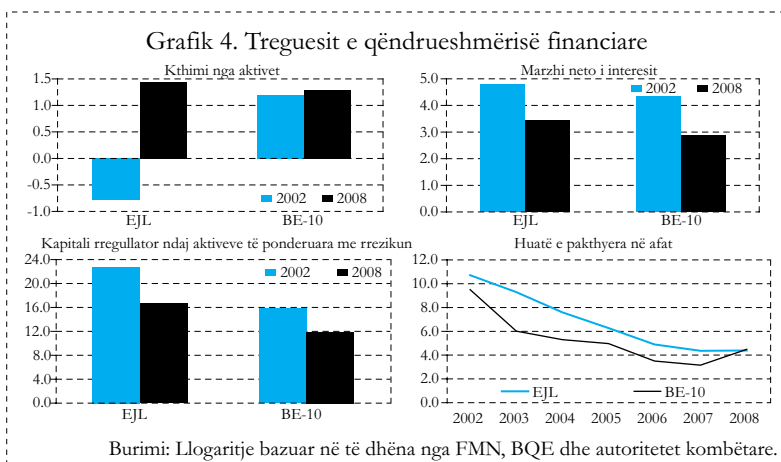 Grafik 4. Treguesit e qëndrueshmërisë financiare
Kthimi nga aktivet
1.5
1.0
0.5
0.0
-0.5
-1.0
2002
2008
EJL
BE-10
Marzhi neto i interesit
5.0
4.0
3.0
2.0
1.0
0.0
2002
2008
EJL
BE-10
Kapitali rregullator ndaj aktiveve të ponderuara me rrezikun
24.0
20.0
16.0
12.0
8.0
4.0
0.0
2002
2008
EJL
BE-10
Huatë e pakthyera në afat
12.0
10.0
8.0
6.0
4.0
2.0
0.0
EJL
BE-10
2002 2003 2004 2005 2006 2007 2008
Burimi: Llogaritje bazuar në të dhëna nga FMN, BQE dhe autoritetet kombëtare.